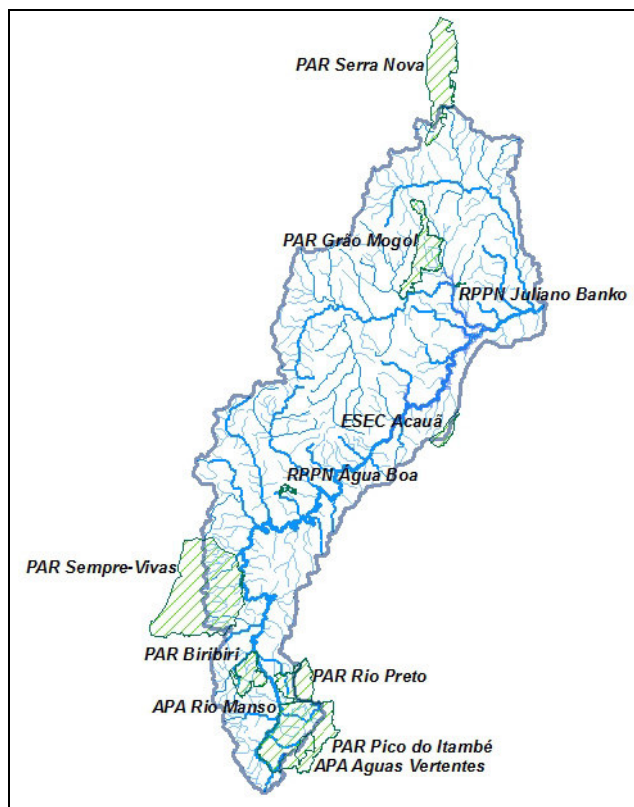 PAR Serra Nova
PAR Grão Mogol
RPPN Juliano Banko
ESEC Acauã
RPPN Água Boa
PAR Sempre-Vivas
PAR Biribiri
PAR Rio Preto
APA Rio Manso
PAR Pico do Itambé
APA Aguas Vertentes